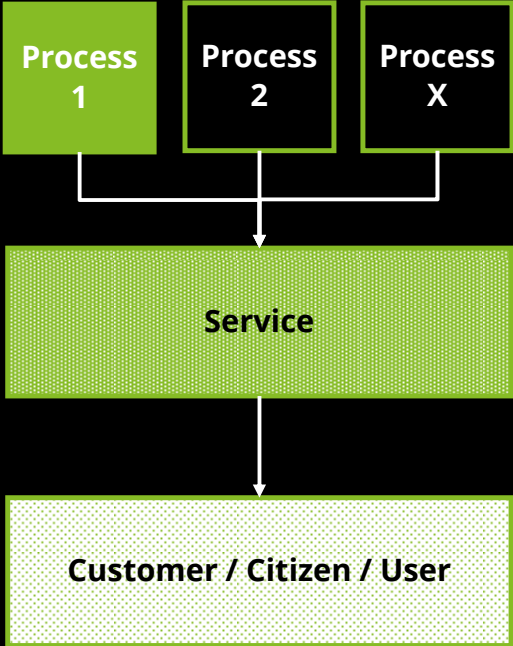 Process
1
Process
2
Process
X
Service
Customer / Citizen / User